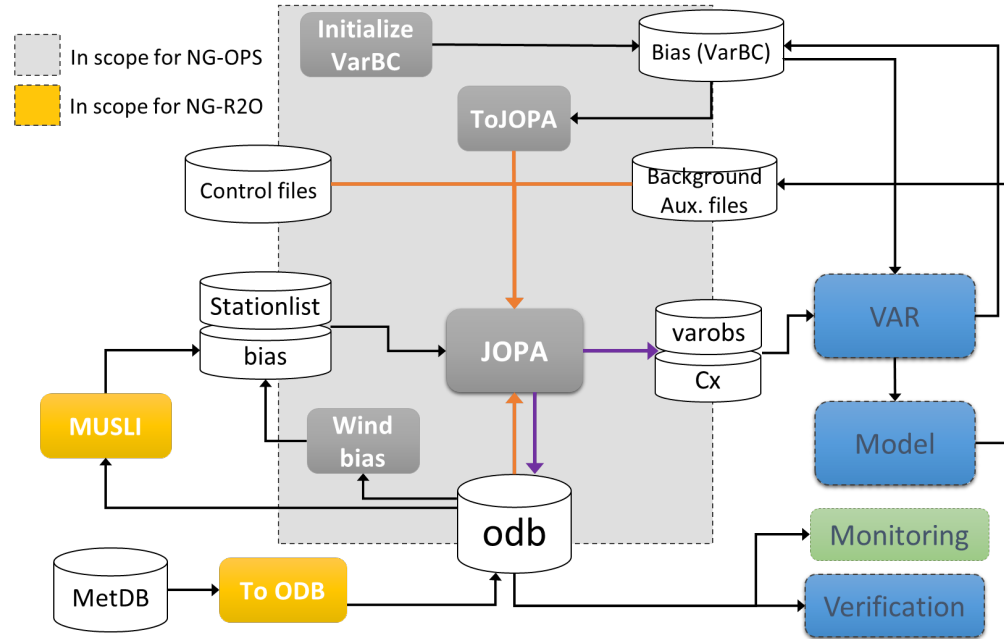 In scope for NG-OPS
In scope for NG-R2O
Initialize
VarBC
Bias (VarBC)
ToJOPA
Control files
Background
Aux. files
Stationlist
bias
JOPA
varobs
Cx
VAR
MUSLI
Wind
bias
Model
odb
Monitoring
MetDB
To ODB
Verification